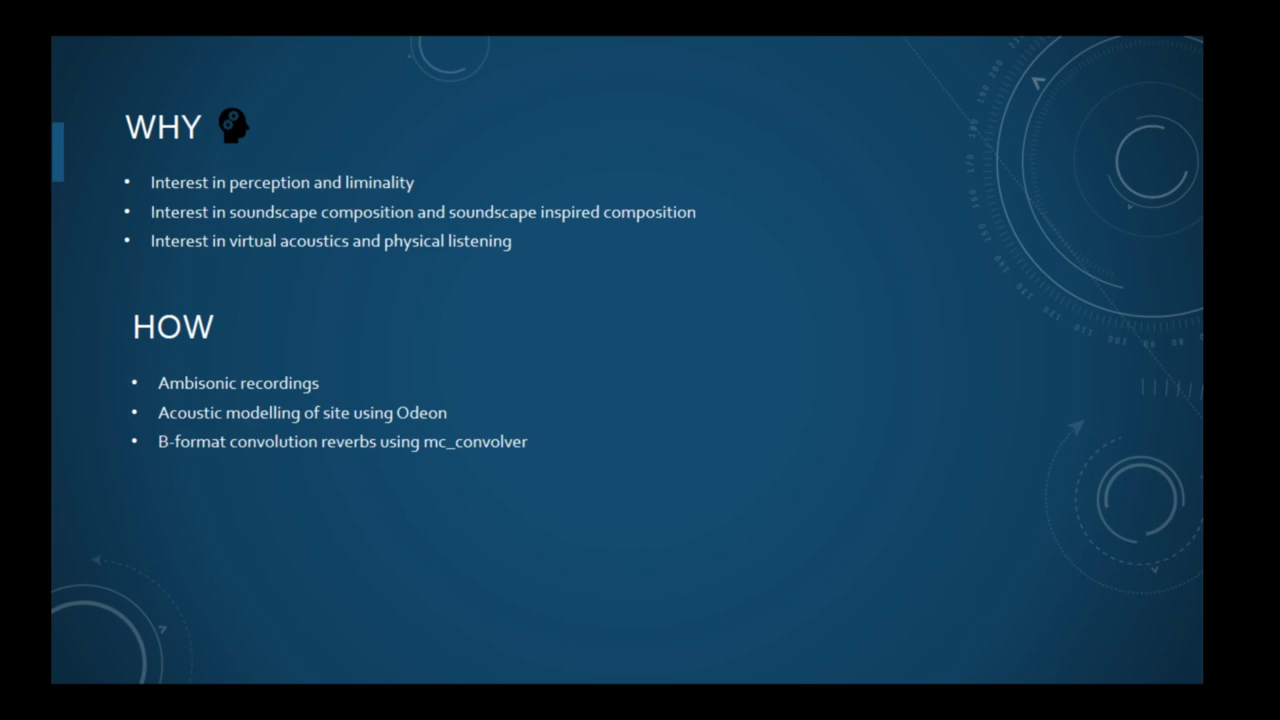 WHY
• Interest in perception and liminality
• Interest in soundscape composition and soundscape inspired composition
• Interest in virtual acoustics and physical listening
HOW
• Ambisonic recordings
• Acoustic modelling of site using Odeon
• B-format convolution reverbs using mc_convolver